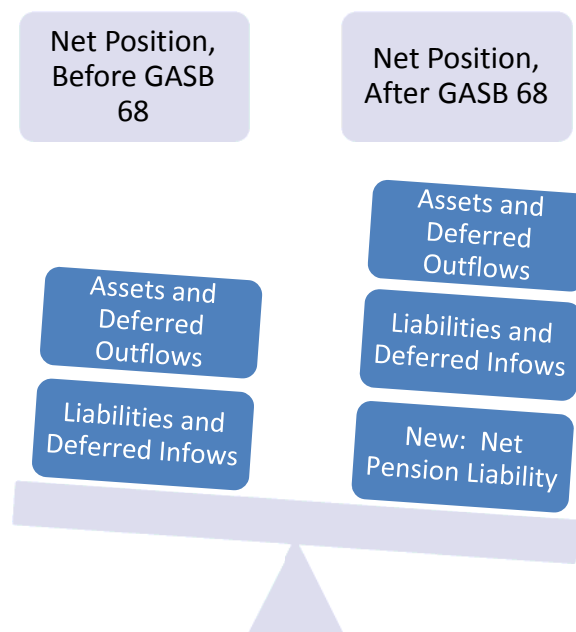 Net Position,
Before GASB
68
Net Position,
After GASB 68
Assets and
Deferred
Outflows
Liabilities and
Deferred Infows
Assets and
Deferred
Outflows
Liabilities and
Deferred Infows
New:  Net
Pension Liability